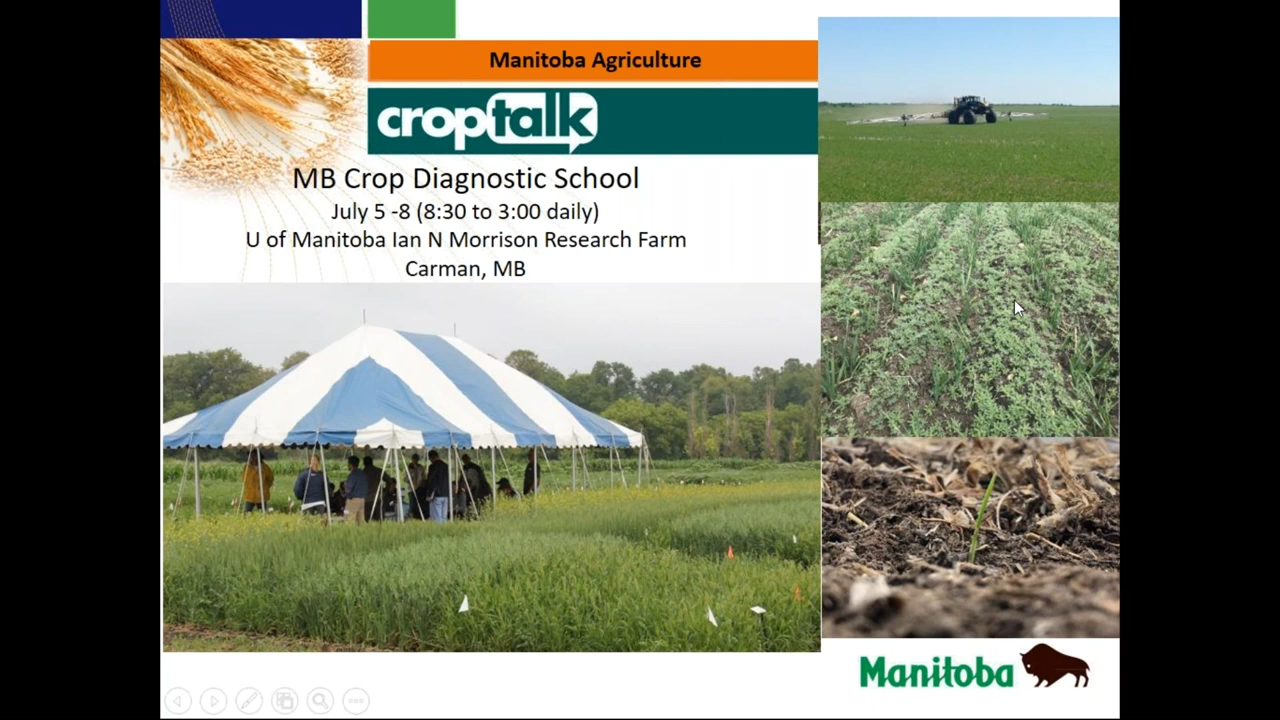 Manitoba Agriculture
croptalk
MB Crop Diagnostic School
July 5 -8 (8:30 to 3:00 daily)
U of Manitoba Ian N Morrison Research Farm
Carman, MB
Manitoba